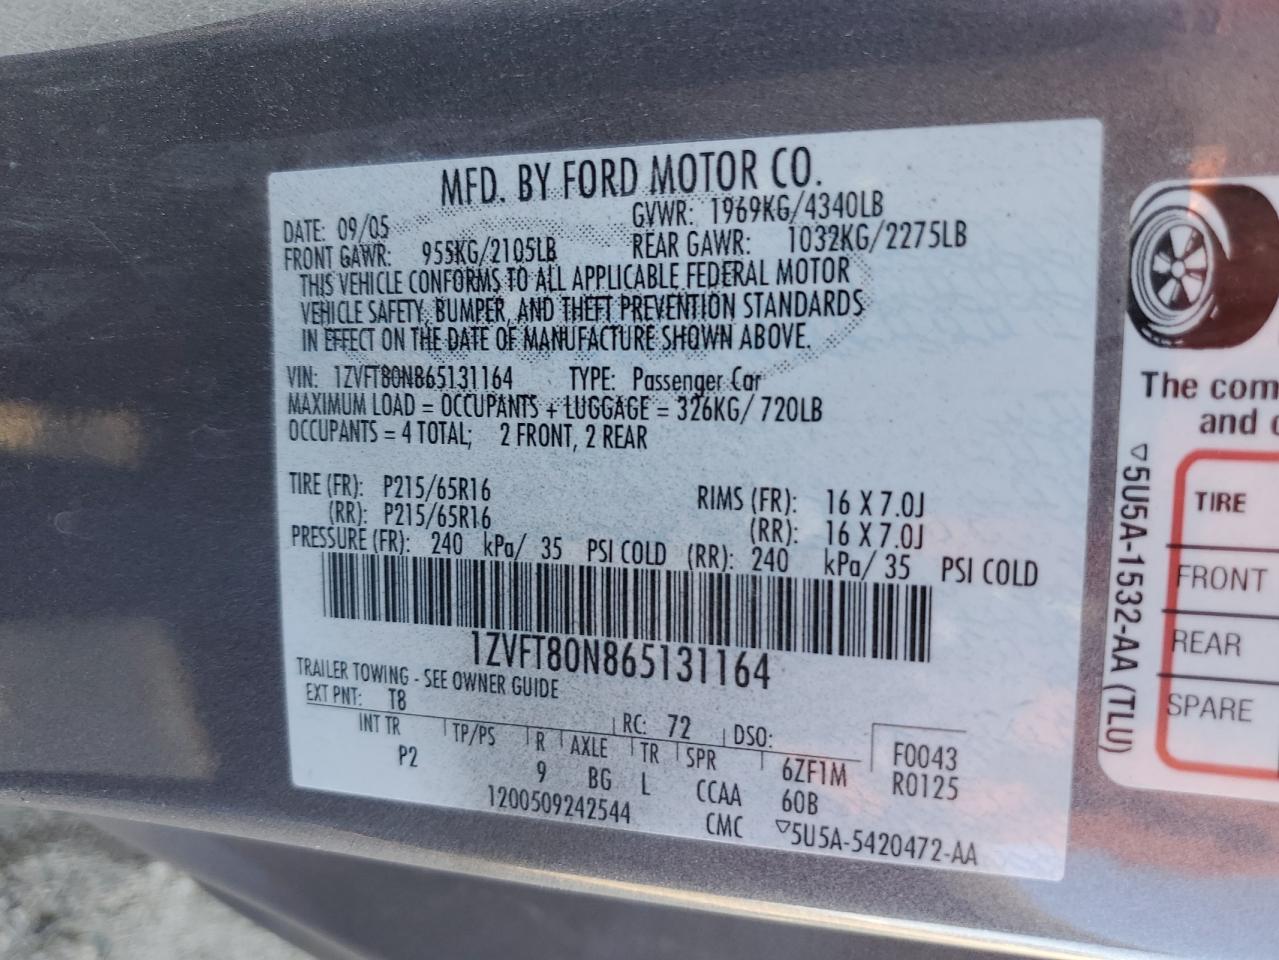 MFD. BY FORD MOTOR CO.
DATE: 09/05 GVWR: 1969KG/4340LB
FRONT GAWR: 955KG/2105LB REAR GAWR: 1032KG/2275LB
THIS VEHICLE CONFORMS TO ALL APPLICABLE FEDERAL MOTOR
VEHICLE SAFETY, BUMPER, AND THEFT PREVENTION STANDARDS
IN EFFECT ON THE DATE OF MANUFACTURE SHOWN ABOVE.
VIN: 1ZVFT80N865131164 TYPE: Passenger Car
MAXIMUM LOAD = OCCUPANTS + LUGGAGE = 326KG/ 720LB
OCCUPANTS = 4 TOTAL; 2 FRONT, 2 REAR
TIRE (FR): P215/65R16 RIMS (FR): 16 X 7.0J
(RR): P215/65R16 (RR): 16 X 7.0J
PRESSURE (FR): 240 kPa/ 35 PSI COLD (RR): 240 kPa/ 35 PSI COLD
1ZVFT80N865131164
TRAILER TOWING - SEE OWNER GUIDE
EXT PNT: T8 RC: 72 DSO:
INT TR TP/PS R AXLE TR SPR 6ZF1M F0043
P2 9 BG L CCAA 60B R0125
1200509242544 CMC ▽5U5A-5420472-AA
▽5U5A-1532-AA (TLU)
The com
and
TIRE
FRONT
REAR
SPARE